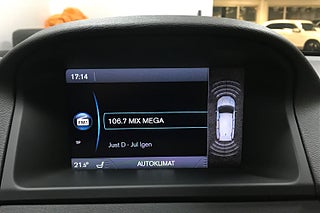 17:14
FM1
106.7 MIX MEGA
TP
Just D - Jul Igen
21.5° AUTOKLIMAT